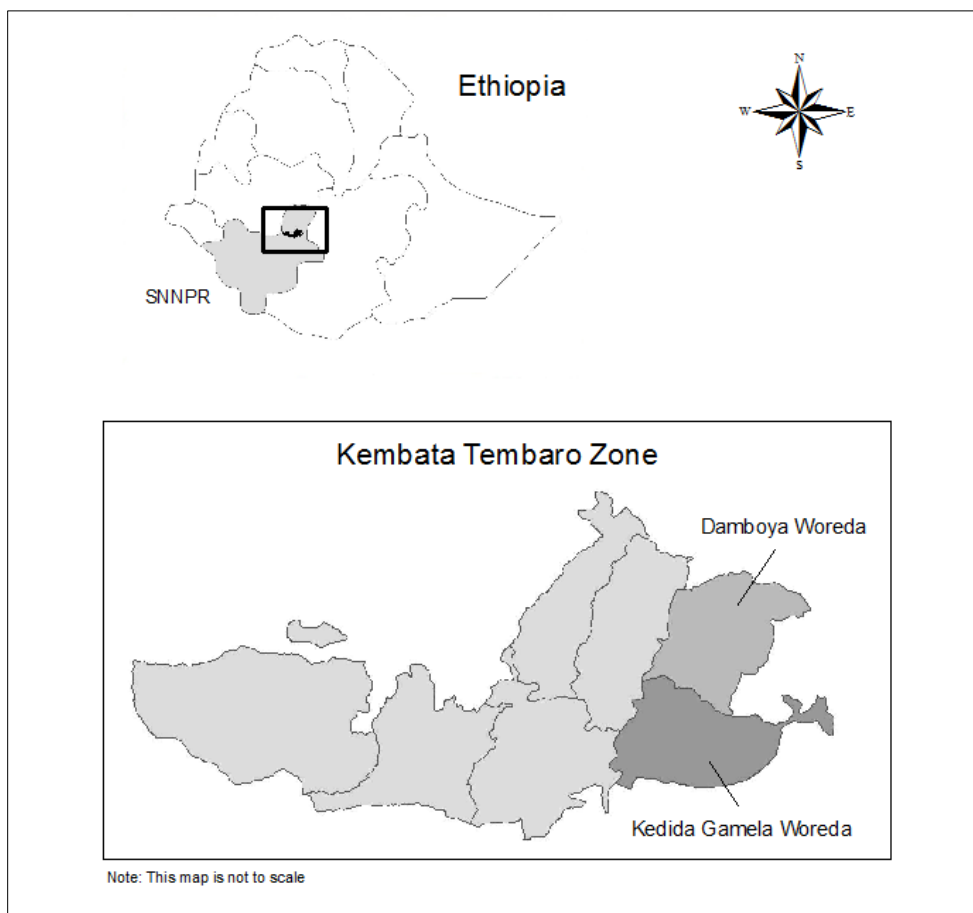 Ethiopia
N
W
E
S
SNNPR
Kembata Tembaro Zone
Damboya Woreda
Kedida Gamela Woreda
Note: This map is not to scale